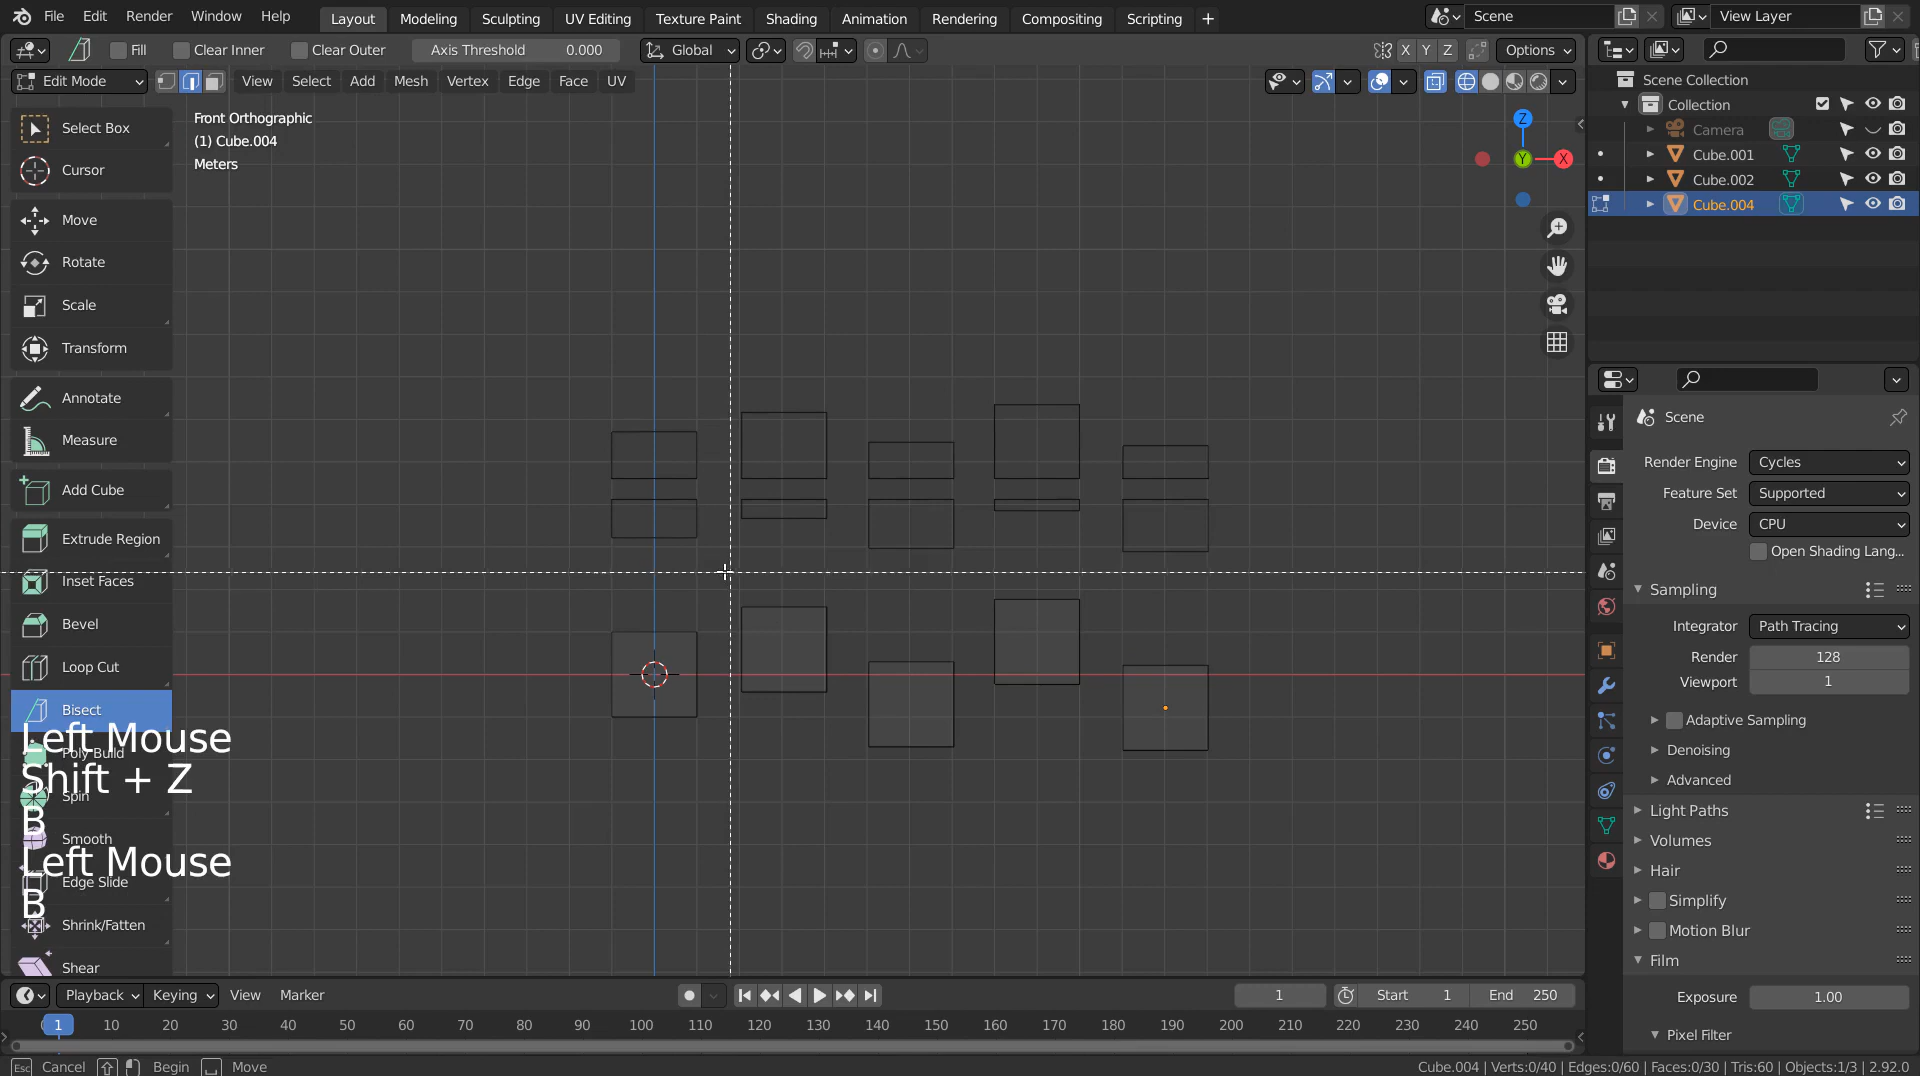 File Edit Render Window Help Layout Modeling Sculpting UV Editing Texture Paint Shading Animation Rendering Compositing Scripting + Scene View Layer
Fill Clear Inner Clear Outer Axis Threshold 0.000 Global X Y Z Options
Edit Mode View Select Add Mesh Vertex Edge Face UV
Front Orthographic
(1) Cube.004
Meters
Z
Y
X
Select Box
Cursor
Move
Rotate
Scale
Transform
Annotate
Measure
Add Cube
Extrude Region
Inset Faces
Bevel
Loop Cut
Bisect
Poly Build
Spin
Smooth
Edge Slide
Shrink/Fatten
Shear
Left Mouse
Shift + Z
B
Left Mouse
B
Scene Collection
Collection
Camera
Cube.001
Cube.002
Cube.004
Scene
Render Engine Cycles
Feature Set Supported
Device CPU
Open Shading Lang...
Sampling
Integrator Path Tracing
Render 128
Viewport 1
Adaptive Sampling
Denoising
Advanced
Light Paths
Volumes
Hair
Simplify
Motion Blur
Film
Exposure 1.00
Pixel Filter
Playback Keying View Marker 1 Start 1 End 250
1 10 20 30 40 50 60 70 80 90 100 110 120 130 140 150 160 170 180 190 200 210 220 230 240 250
Esc Cancel Begin Move Cube.004 | Verts:0/40 | Edges:0/60 | Faces:0/30 | Tris:60 | Objects:1/3 | 2.92.0